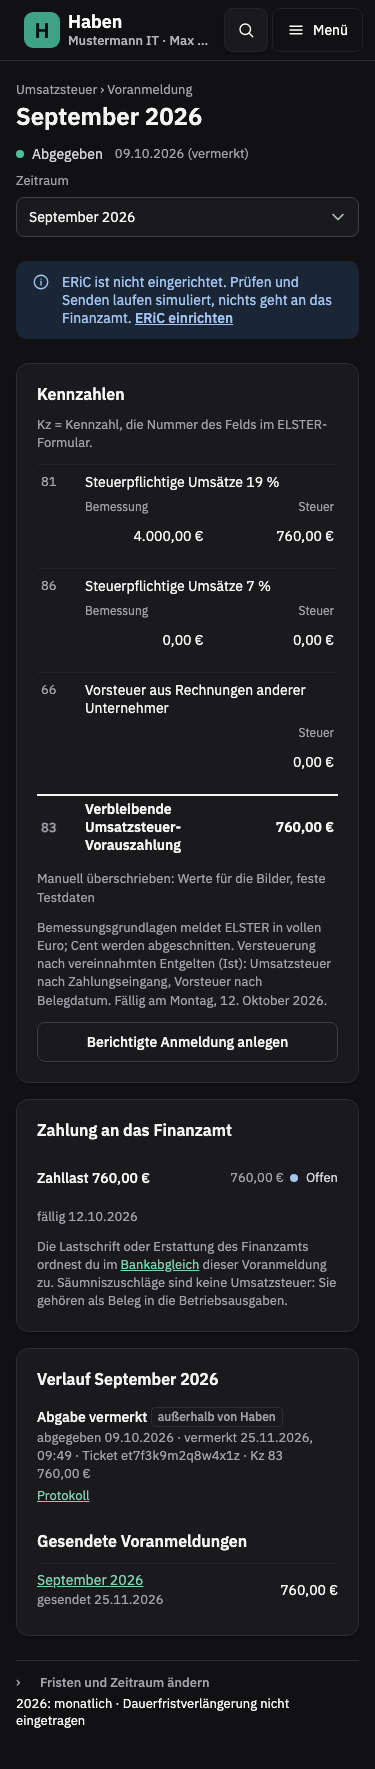 H
Haben
Mustermann IT · Max ...
Menü
Umsatzsteuer › Voranmeldung
September 2026
Abgegeben 09.10.2026 (vermerkt)
Zeitraum
September 2026
ERiC ist nicht eingerichtet. Prüfen und
Senden laufen simuliert, nichts geht an das
Finanzamt. ERiC einrichten
Kennzahlen
Kz = Kennzahl, die Nummer des Felds im ELSTER-
Formular.
81 Steuerpflichtige Umsätze 19 %
Bemessung Steuer
4.000,00 € 760,00 €
86 Steuerpflichtige Umsätze 7 %
Bemessung Steuer
0,00 € 0,00 €
66 Vorsteuer aus Rechnungen anderer
Unternehmer
Steuer
0,00 €
Verbleibende
83 Umsatzsteuer- 760,00 €
Vorauszahlung
Manuell überschrieben: Werte für die Bilder, feste
Testdaten
Bemessungsgrundlagen meldet ELSTER in vollen
Euro; Cent werden abgeschnitten. Versteuerung
nach vereinnahmten Entgelten (Ist): Umsatzsteuer
nach Zahlungseingang, Vorsteuer nach
Belegdatum. Fällig am Montag, 12. Oktober 2026.
Berichtigte Anmeldung anlegen
Zahlung an das Finanzamt
Zahllast 760,00 € 760,00 € Offen
fällig 12.10.2026
Die Lastschrift oder Erstattung des Finanzamts
ordnest du im Bankabgleich dieser Voranmeldung
zu. Säumniszuschläge sind keine Umsatzsteuer: Sie
gehören als Beleg in die Betriebsausgaben.
Verlauf September 2026
Abgabe vermerkt außerhalb von Haben
abgegeben 09.10.2026 · vermerkt 25.11.2026,
09:49 · Ticket et7f3k9m2q8w4x1z · Kz 83
760,00 €
Protokoll
Gesendete Voranmeldungen
September 2026 760,00 €
gesendet 25.11.2026
› Fristen und Zeitraum ändern
2026: monatlich · Dauerfristverlängerung nicht
eingetragen